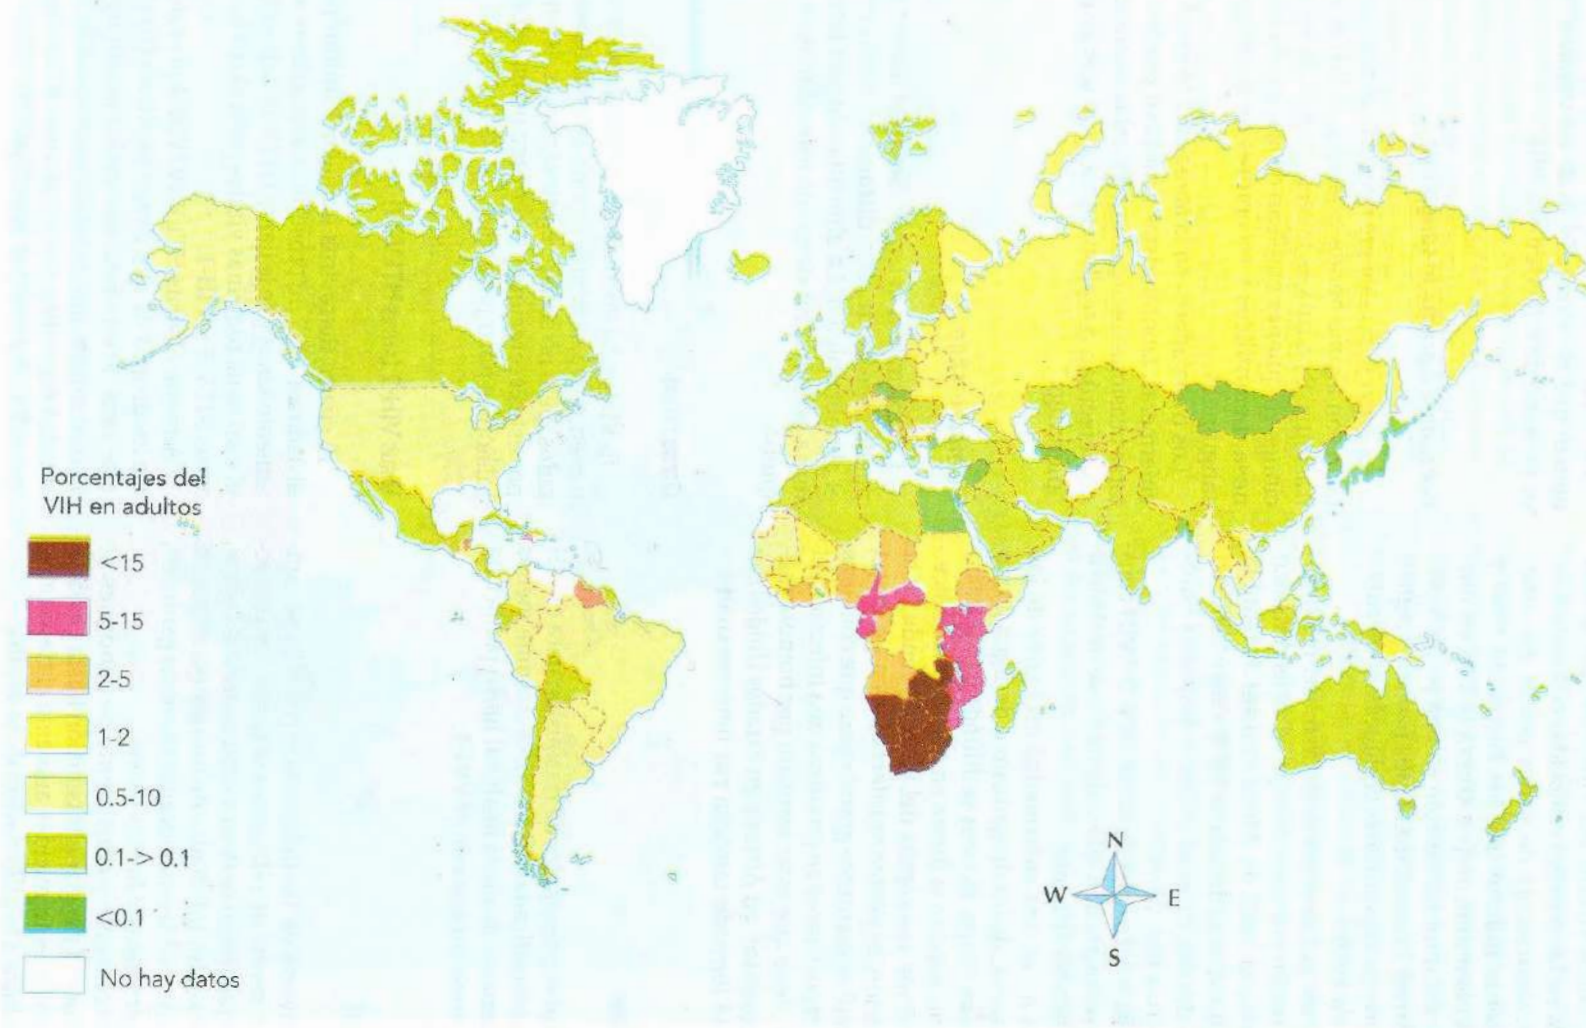 Porcentajes del
VIH en adultos
<15
5-15
2-5
1-2
0.5-10
0.1-> 0.1
<0.1
No hay datos
N
W E
S